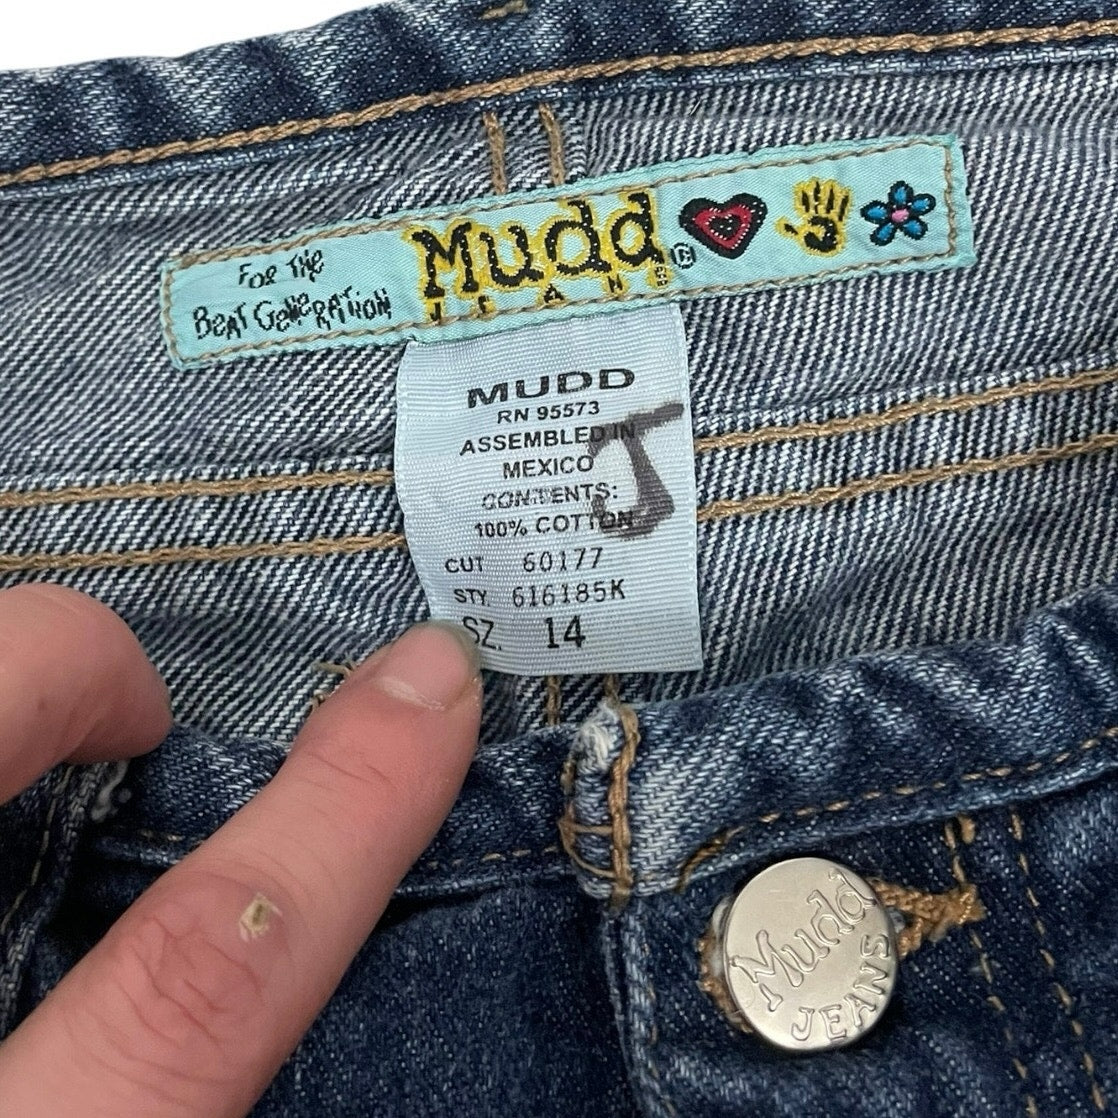 FOR THE
BEAT GENERATION
Mudd®
JEANS
MUDD
RN 95573
ASSEMBLED IN
MEXICO
CONTENTS:
100% COTTON
CUT 60177
STY. 616185K
SZ. 14
J
Mudd
JEANS